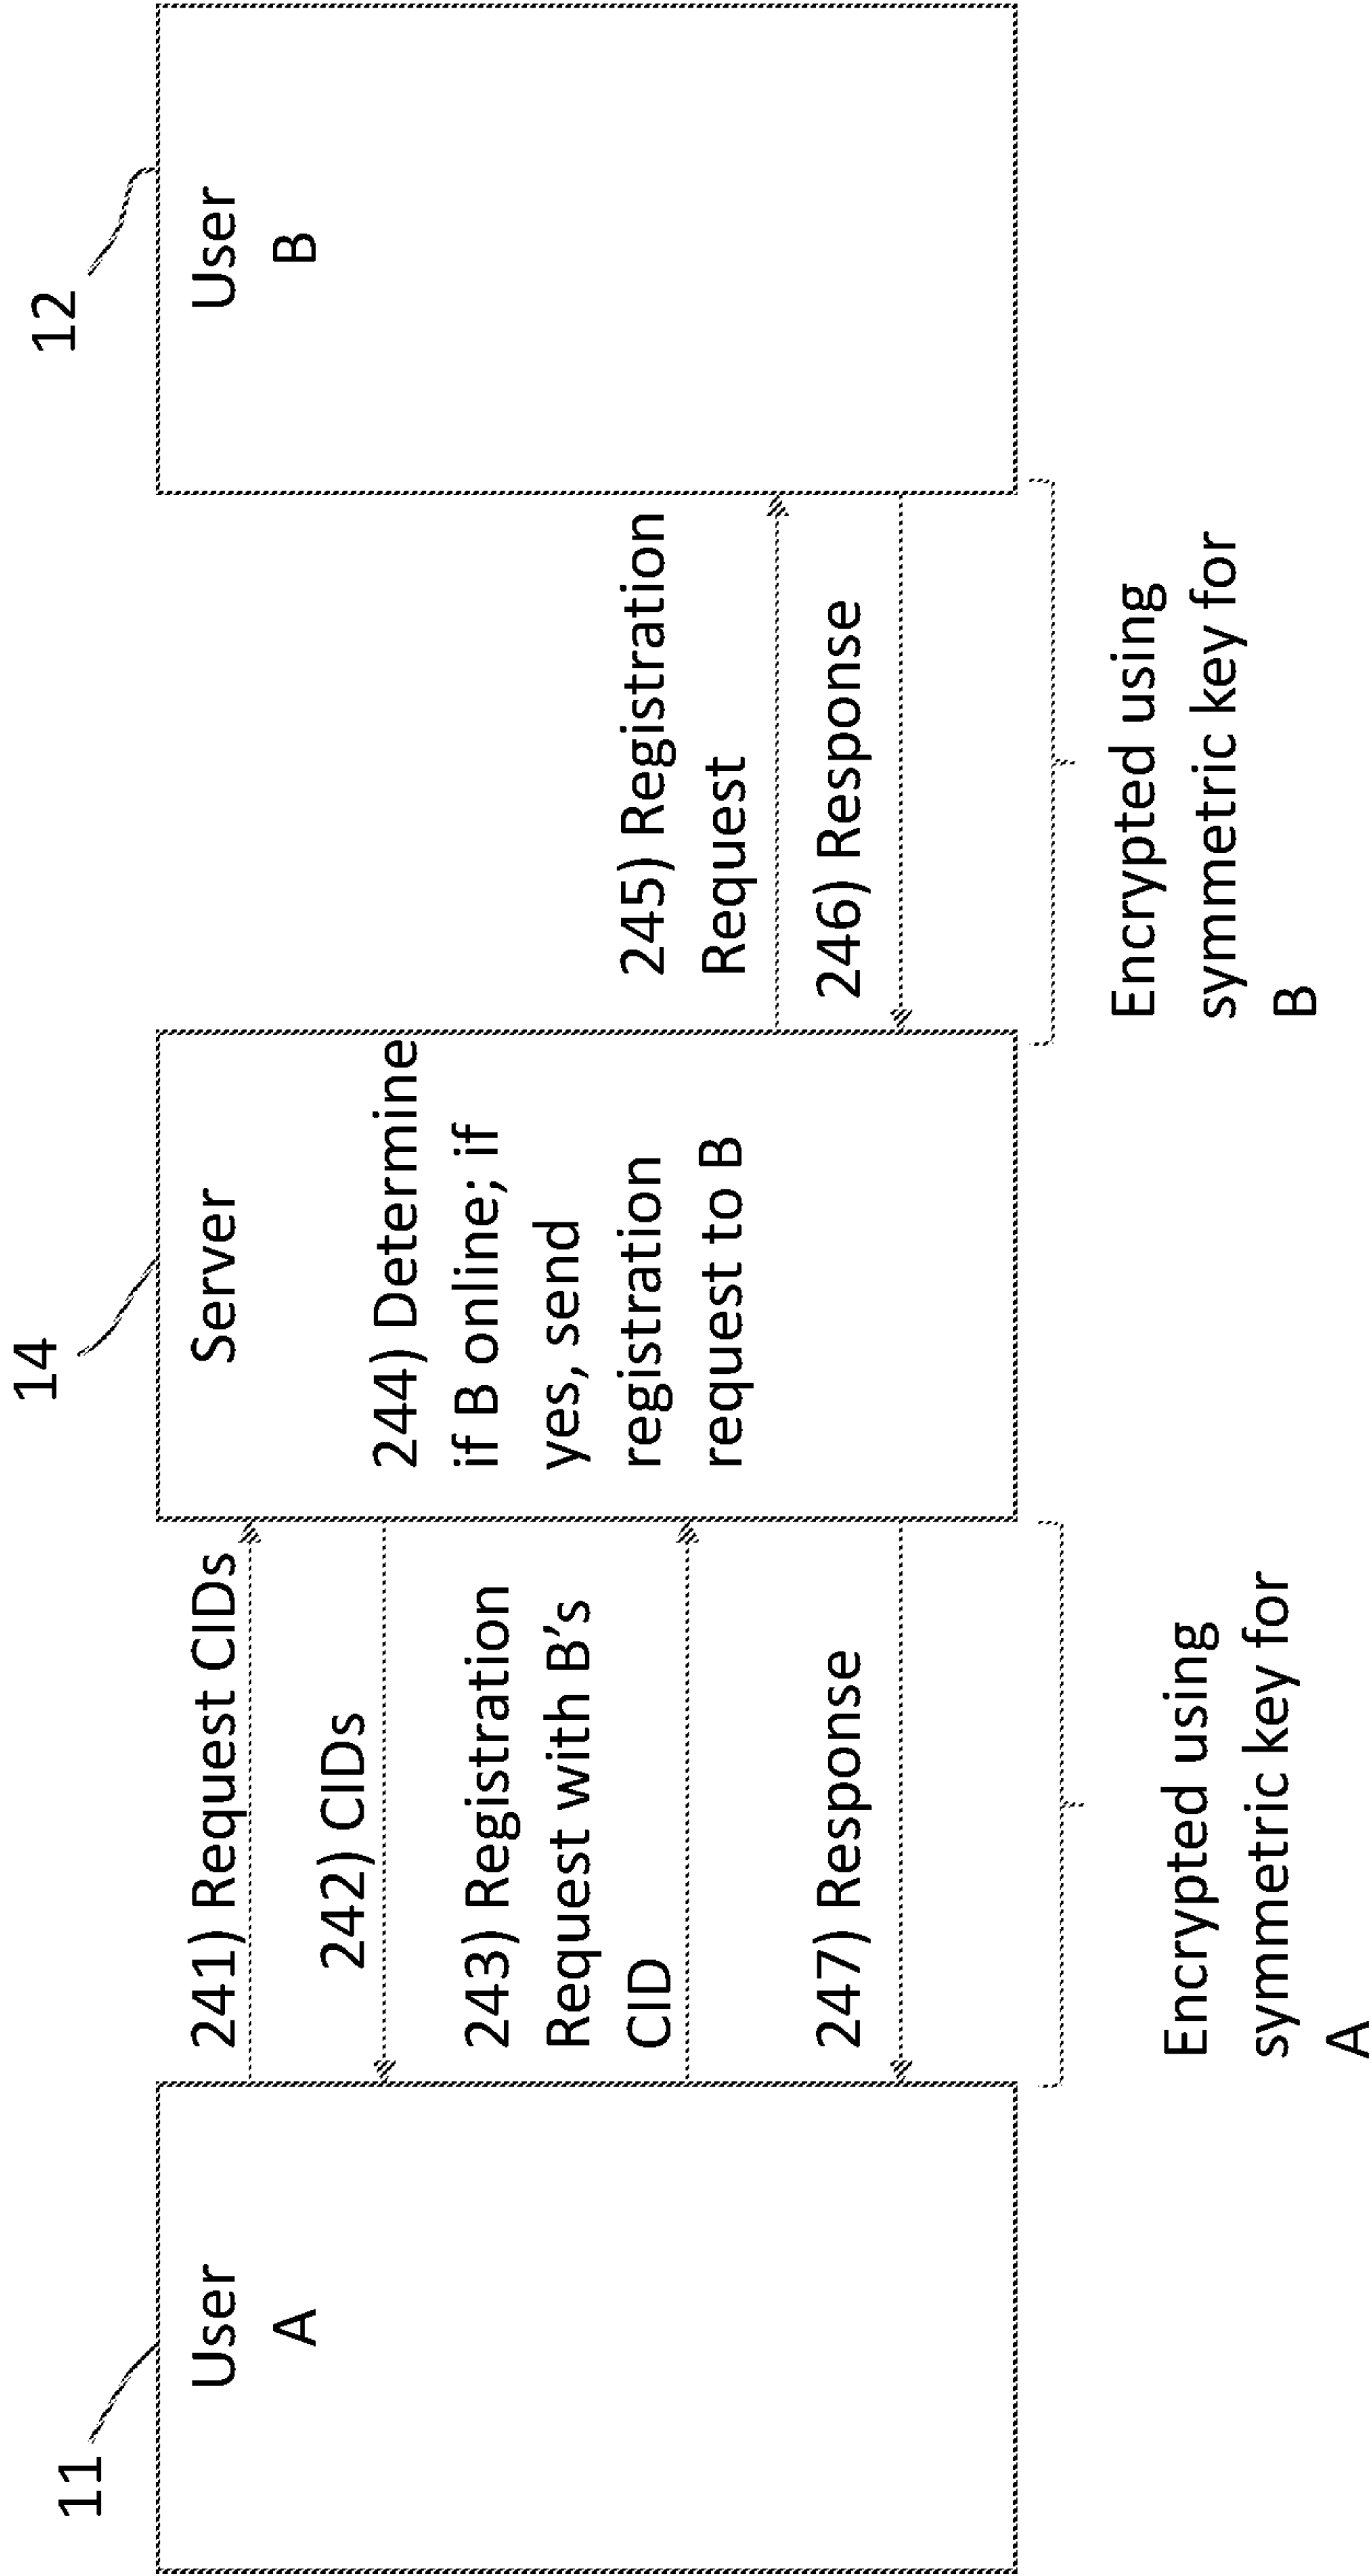 11
14
12
User
A
241) Request CIDs
242) CIDs
243) Registration
Request with B’s
CID
247) Response
Encrypted using
symmetric key for
A
Server
244) Determine
if B online; if
yes, send
registration
request to B
245) Registration
Request
246) Response
Encrypted using
symmetric key for
B
User
B